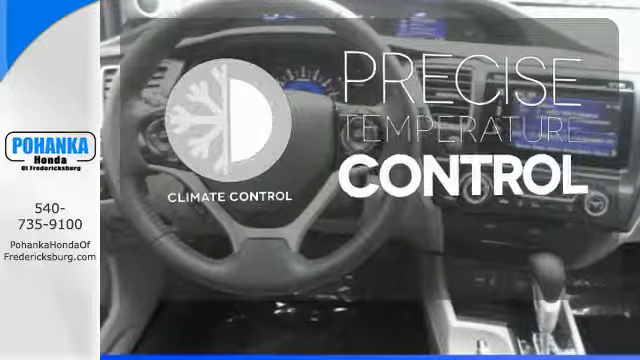 POHANKA
Honda
Of Fredericksburg
540-
735-9100
PohankaHondaOf
Fredericksburg.com
CLIMATE CONTROL
PRECISE
TEMPERATURE
CONTROL